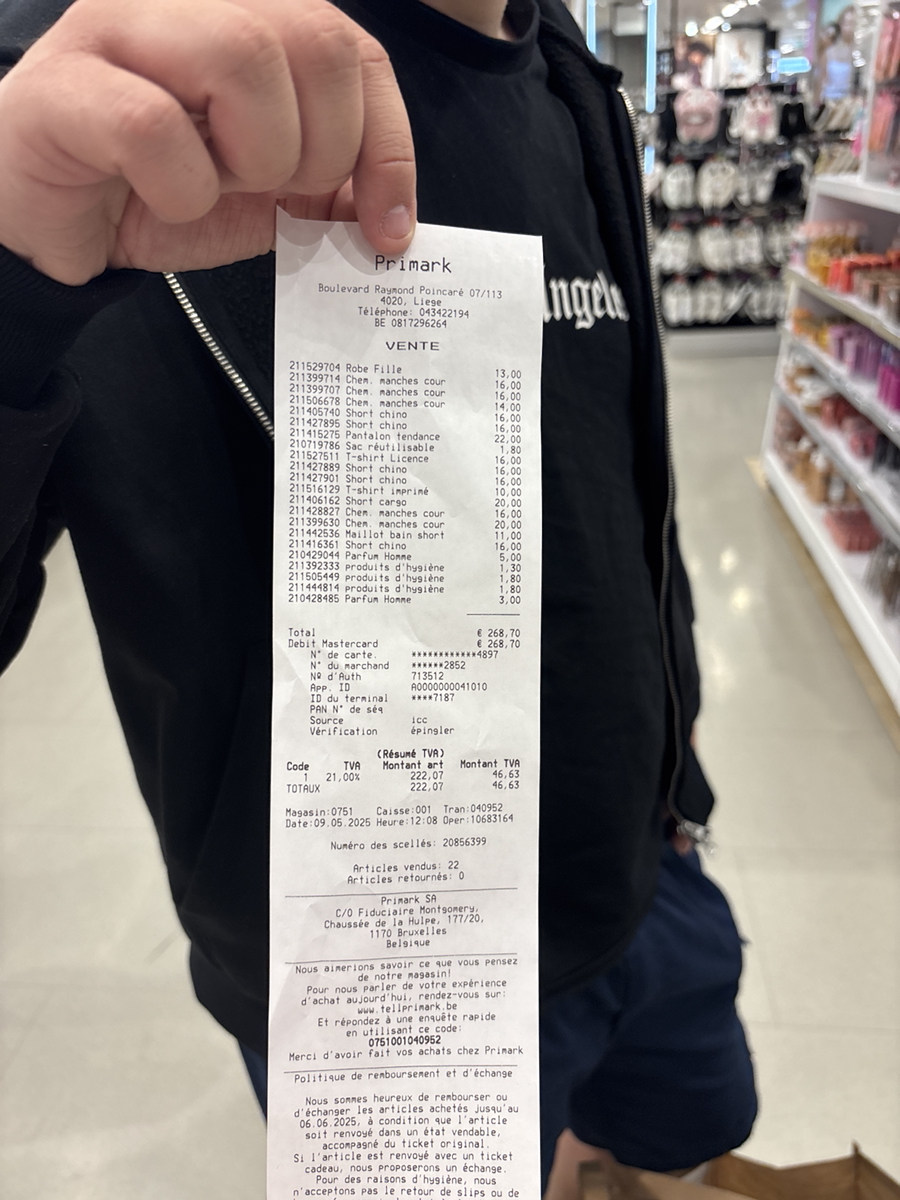 Primark
Boulevard Raymond Poincaré 07/113
4020, Liege
Téléphone: 043422194
BE 0817296264
VENTE
211529704 Robe Fille 13,00
211399714 Chem. manches cour 16,00
211399707 Chem. manches cour 16,00
211506678 Chem. manches cour 14,00
211405740 Short chino 16,00
211427895 Short chino 16,00
211415275 Pantalon tendance 22,00
210719786 Sac réutilisable 1,80
211527511 T-shirt Licence 16,00
211427889 Short chino 16,00
211427901 Short chino 16,00
211516129 T-shirt imprimé 10,00
211406162 Short cargo 20,00
211428827 Chem. manches cour 16,00
211399630 Chem. manches cour 20,00
211442536 Maillot bain short 11,00
211416361 Short chino 16,00
210429044 Parfum Homme 5,00
211392333 produits d'hygiène 1,30
211505449 produits d'hygiène 1,80
211444814 produits d'hygiène 1,80
210428485 Parfum Homme 3,00
Total € 268,70
Debit Mastercard € 268,70
N° de carte. ************4897
N° du marchand ******2852
Nº d'Auth 713512
App. ID A0000000041010
ID du terminal ****7187
PAN N° de séq
Source icc
Vérification épingler
(Résumé TVA)
Code TVA Montant art Montant TVA
1 21,00% 222,07 46,63
TOTAUX 222,07 46,63
Magasin:0751 Caisse:001 Tran:040952
Date:09.05.2025 Heure:12:08 Oper:10683164
Numéro des scellés: 20856399
Articles vendus: 22
Articles retournés: 0
Primark SA
C/O Fiduciaire Montgomery,
Chaussée de la Hulpe, 177/20,
1170 Bruxelles
Belgique
Nous aimerions savoir ce que vous pensez
de notre magasin!
Pour nous parler de votre expérience
d'achat aujourd'hui, rendez-vous sur:
www.tellprimark.be
Et répondez à une enquête rapide
en utilisant ce code:
0751001040952
Merci d'avoir fait vos achats chez Primark
Politique de remboursement et d'échange
Nous sommes heureux de rembourser ou
d'échanger les articles achetés jusqu'au
06.06.2025, à condition que l'article
soit renvoyé dans un état vendable,
accompagné du ticket original.
Si l'article est renvoyé avec un ticket
cadeau, nous proposerons un échange.
Pour des raisons d'hygiène, nous
n'acceptons pas le retour de slips ou de